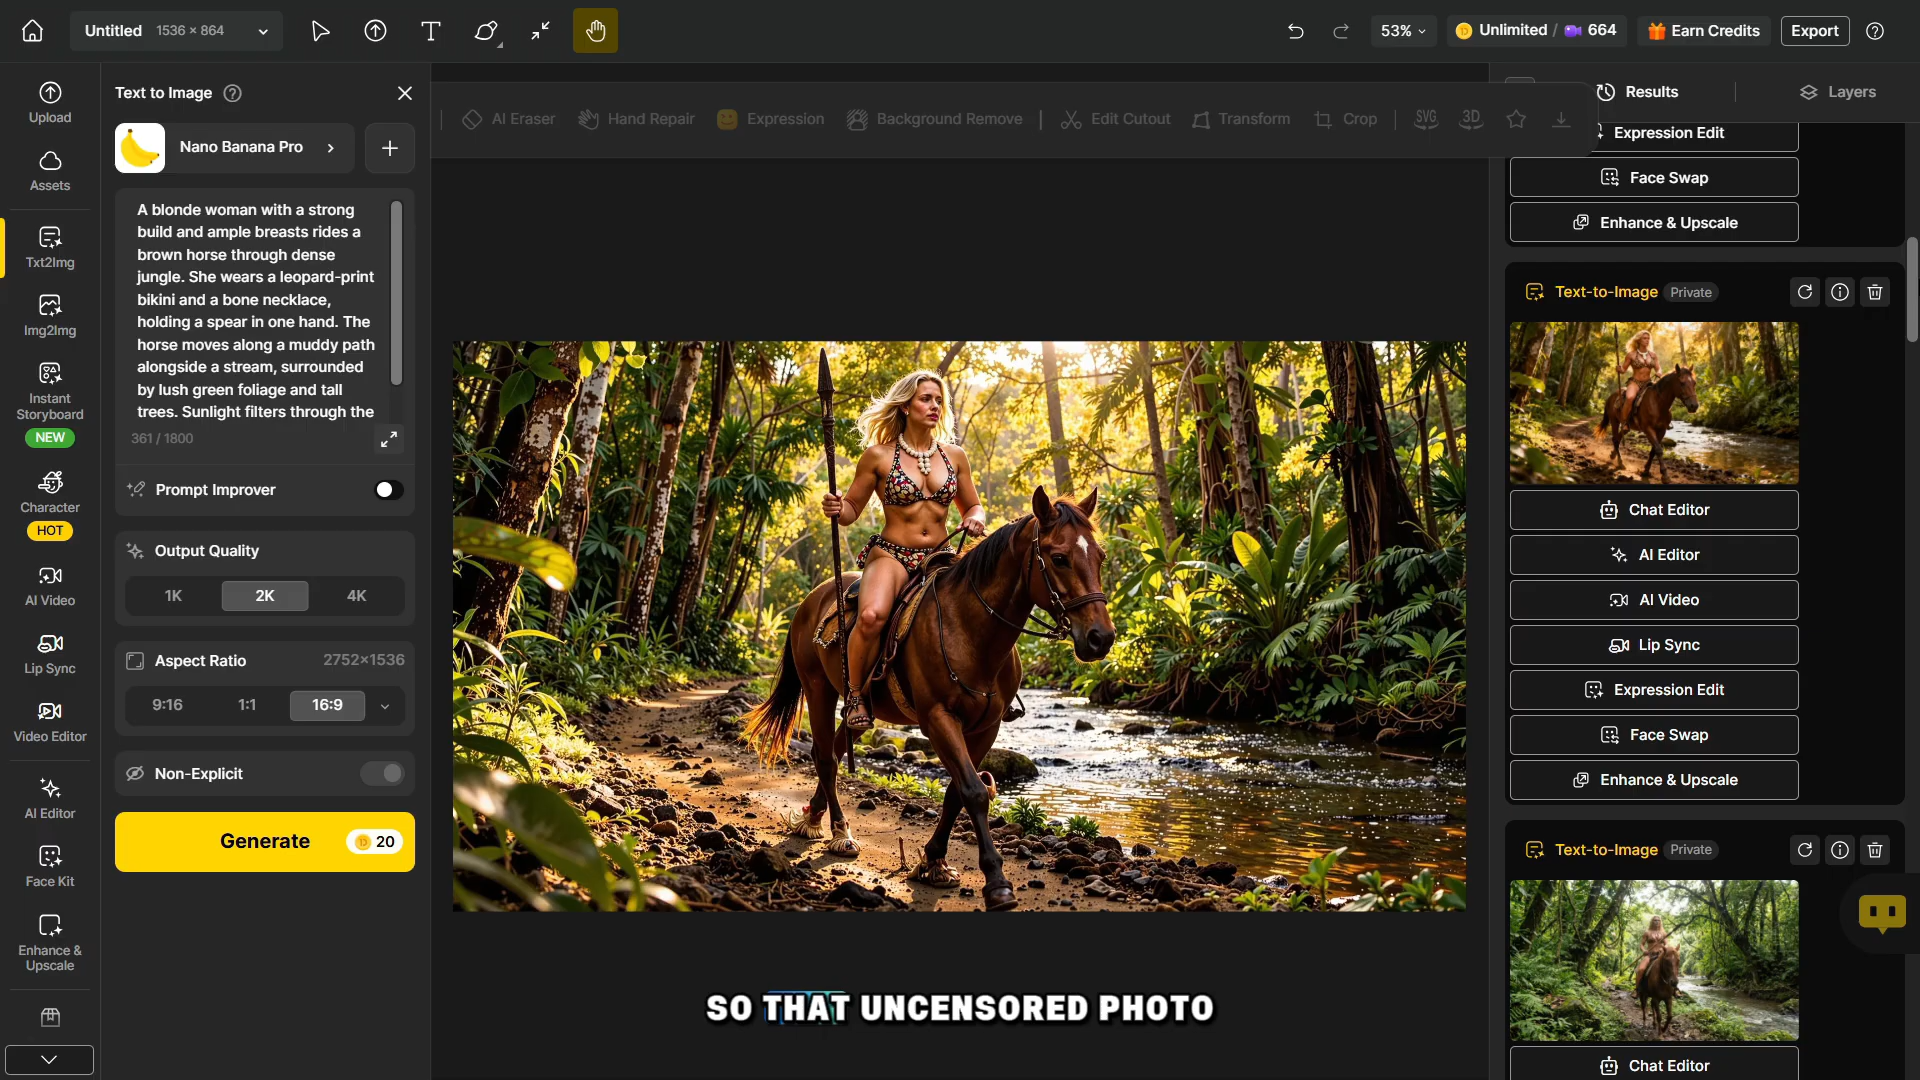 Untitled 1536 × 864
53%
Unlimited / 664
Earn Credits
Export
Upload
Assets
Txt2Img
Img2Img
Instant
Storyboard
NEW
Character
HOT
AI Video
Lip Sync
Video Editor
AI Editor
Face Kit
Enhance &
Upscale
Text to Image
Nano Banana Pro
A blonde woman with a strong
build and ample breasts rides a
brown horse through dense
jungle. She wears a leopard-print
bikini and a bone necklace,
holding a spear in one hand. The
horse moves along a muddy path
alongside a stream, surrounded
by lush green foliage and tall
trees. Sunlight filters through the
361 / 1800
Prompt Improver
Output Quality
1K 2K 4K
Aspect Ratio 2752×1536
9:16 1:1 16:9
Non-Explicit
Generate 20
AI Eraser Hand Repair Expression Background Remove Edit Cutout Transform Crop SVG 3D
SO THAT UNCENSORED PHOTO
Results Layers
Expression Edit
Face Swap
Enhance & Upscale
Text-to-Image Private
Chat Editor
AI Editor
AI Video
Lip Sync
Expression Edit
Face Swap
Enhance & Upscale
Text-to-Image Private
Chat Editor